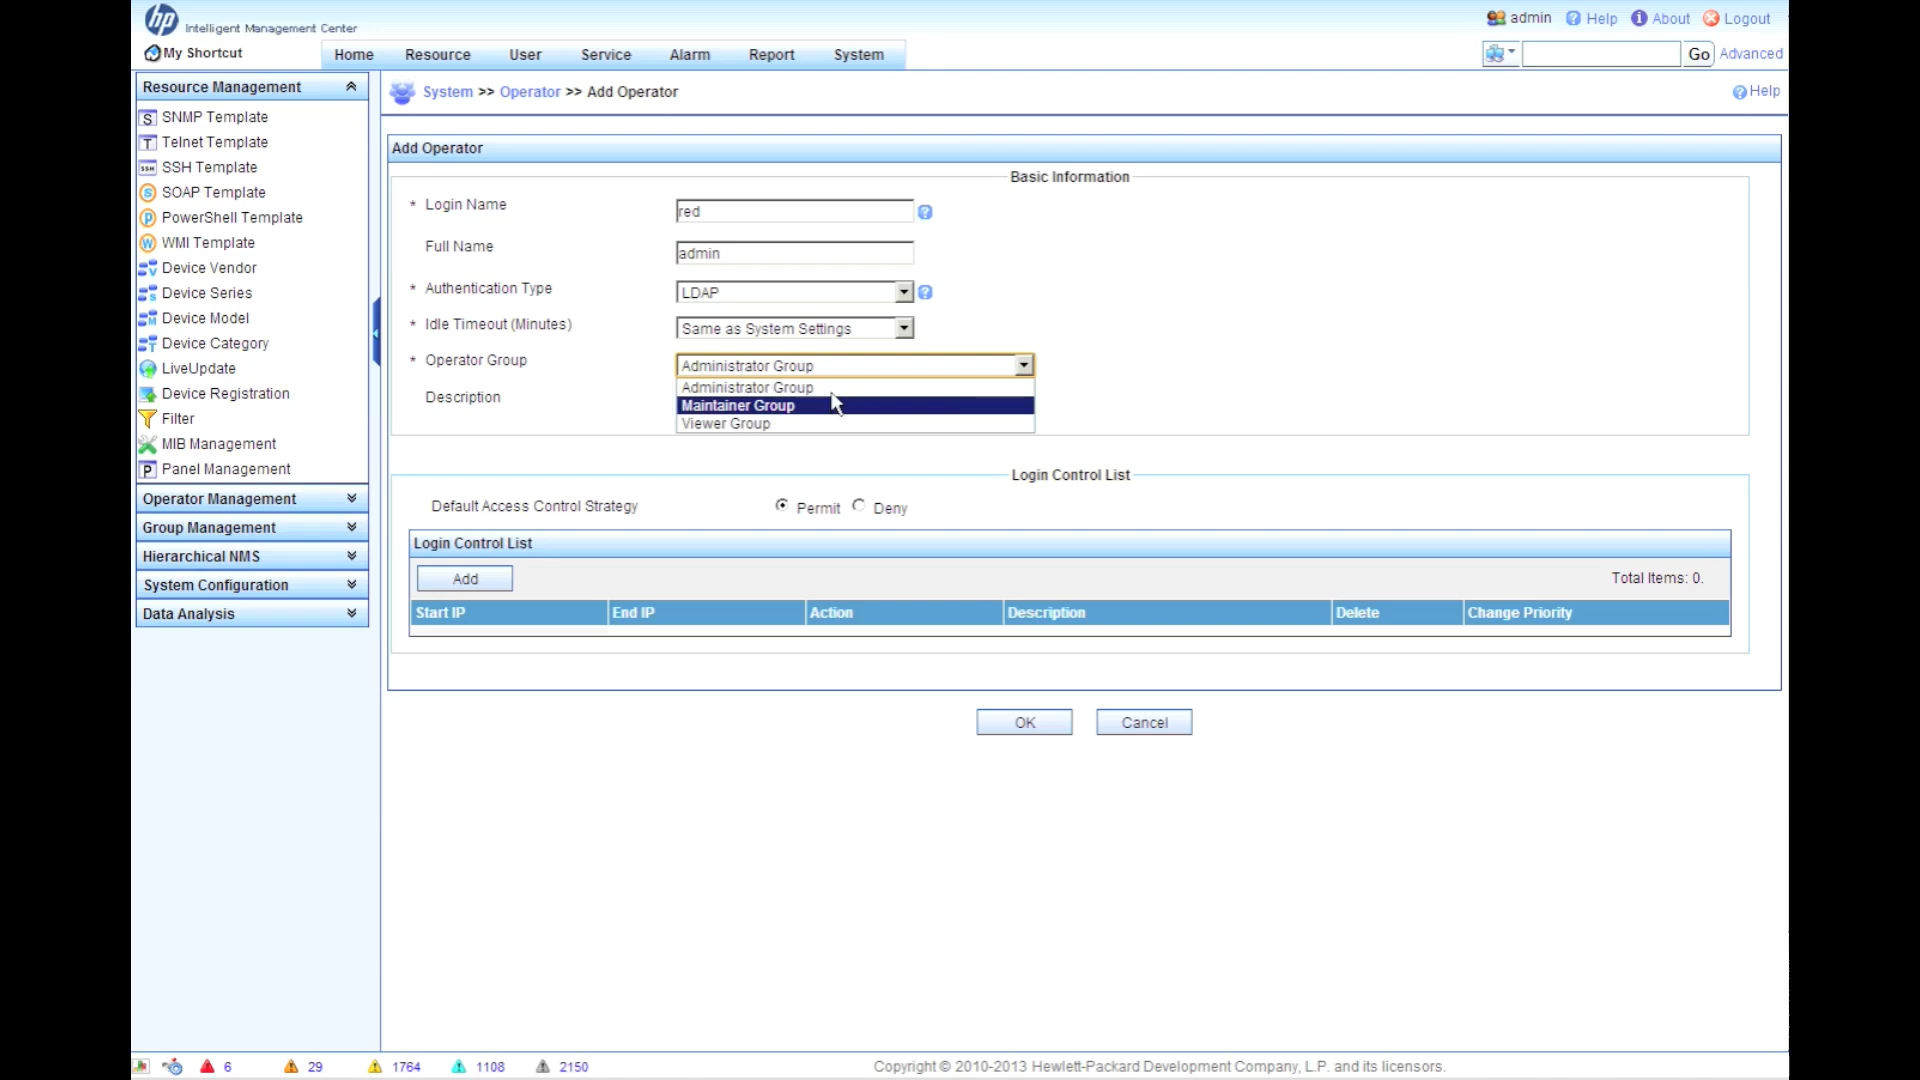 hp Intelligent Management Center
admin Help About Logout
My Shortcut
Home Resource User Service Alarm Report System
Go Advanced
Resource Management
S SNMP Template
T Telnet Template
SSH SSH Template
S SOAP Template
P PowerShell Template
W WMI Template
Device Vendor
Device Series
Device Model
Device Category
LiveUpdate
Device Registration
Filter
MIB Management
P Panel Management
Operator Management
Group Management
Hierarchical NMS
System Configuration
Data Analysis
System >> Operator >> Add Operator
Help
Add Operator
Basic Information
* Login Name red
Full Name admin
* Authentication Type LDAP
* Idle Timeout (Minutes) Same as System Settings
* Operator Group Administrator Group
Administrator Group
Maintainer Group
Viewer Group
Description
Login Control List
Default Access Control Strategy Permit Deny
Login Control List
Add Total Items: 0.
Start IP End IP Action Description Delete Change Priority
OK Cancel
6 29 1764 1108 2150
Copyright © 2010-2013 Hewlett-Packard Development Company, L.P. and its licensors.